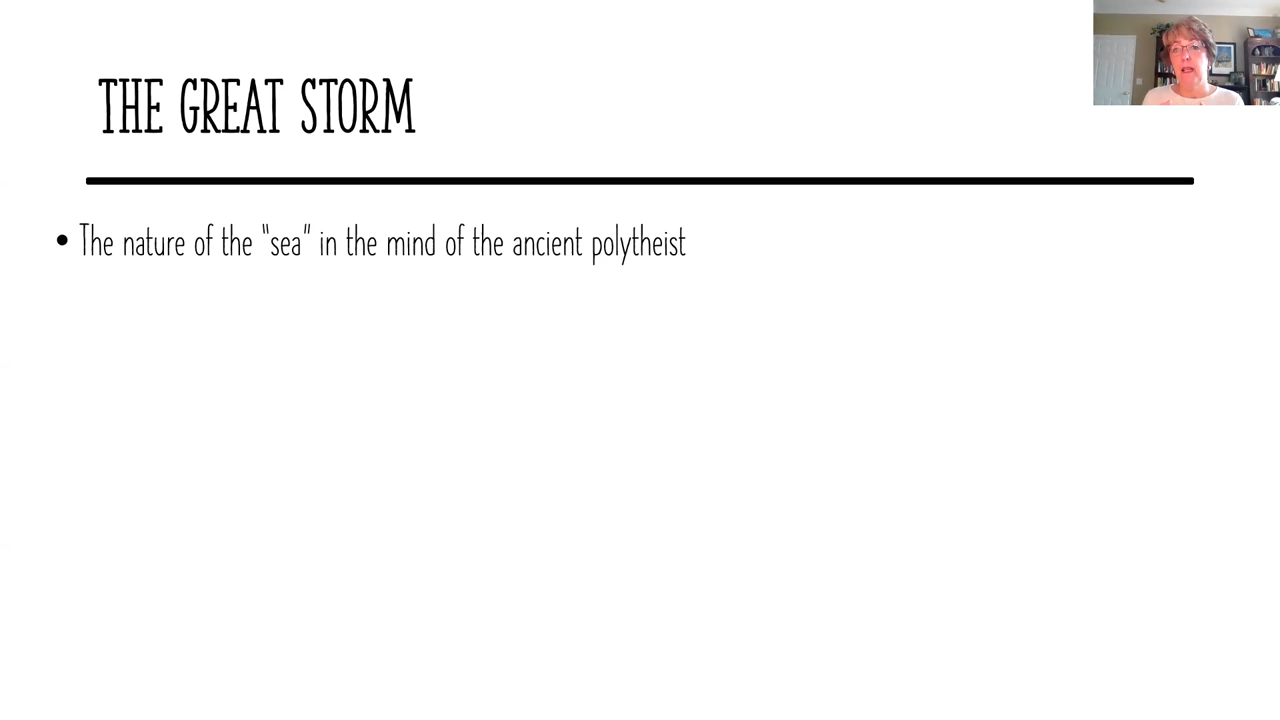 THE GREAT STORM
• The nature of the "sea" in the mind of the ancient polytheist